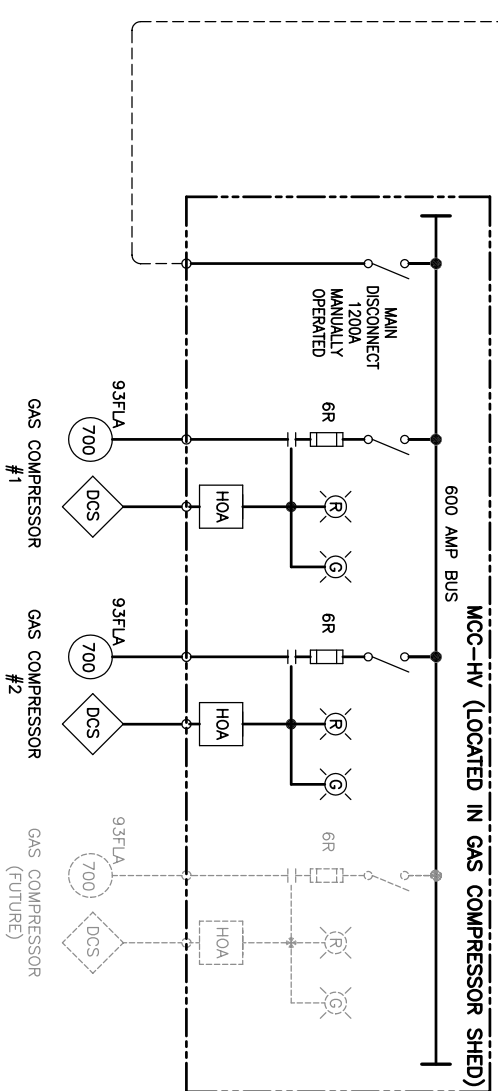 MCC-HV (LOCATED IN GAS COMPRESSOR SHED)
600 AMP BUS
MAIN
DISCONNECT
1200A
MANUALLY
OPERATED
6R
R
G
HOA
93FLA
700
DCS
GAS COMPRESSOR
#1
6R
R
G
HOA
93FLA
700
DCS
GAS COMPRESSOR
#2
6R
R
G
HOA
93FLA
700
DCS
GAS COMPRESSOR
(FUTURE)